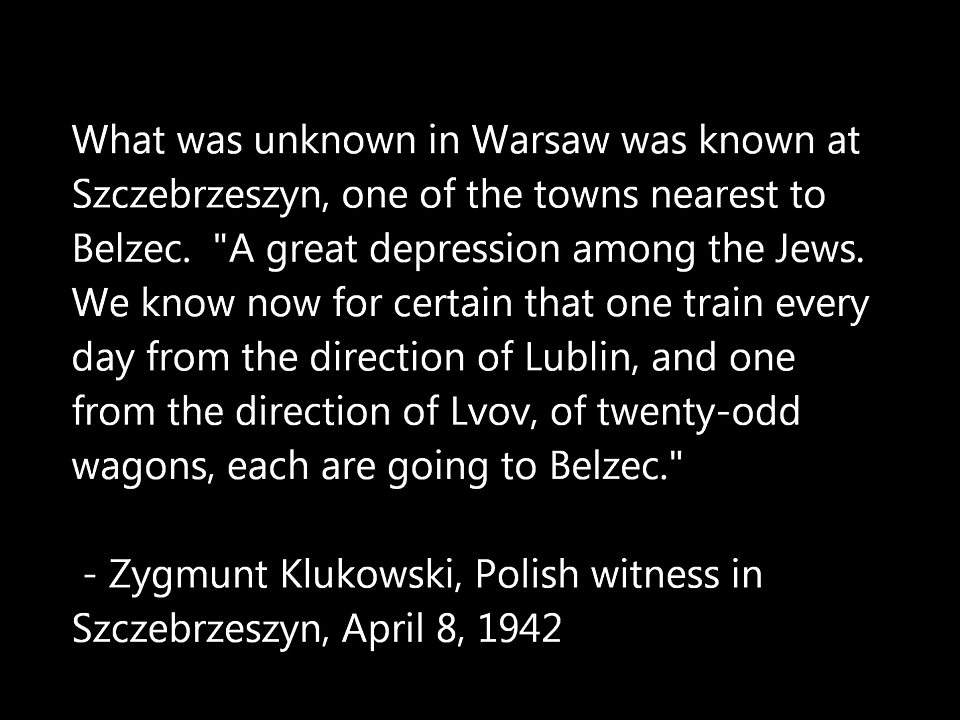 What was unknown in Warsaw was known at
Szczebrzeszyn, one of the towns nearest to
Belzec.  "A great depression among the Jews.
We know now for certain that one train every
day from the direction of Lublin, and one
from the direction of Lvov, of twenty-odd
wagons, each are going to Belzec."
- Zygmunt Klukowski, Polish witness in
Szczebrzeszyn, April 8, 1942